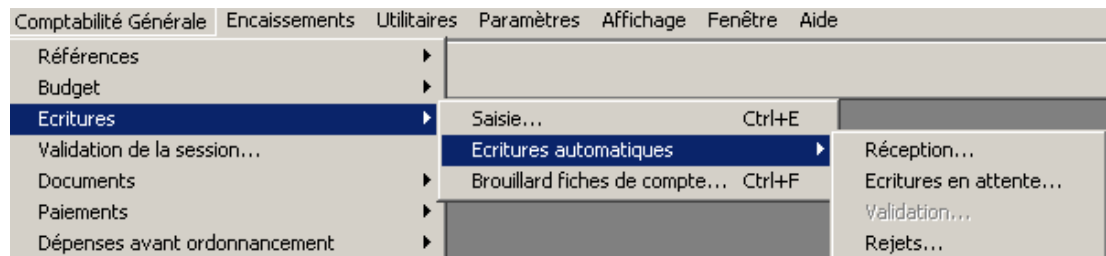 Comptabilité Générale Encaissements Utilitaires Paramètres Affichage Fenêtre Aide
Références
Budget
Ecritures
Saisie... Ctrl+E
Validation de la session...
Ecritures automatiques
Réception...
Documents
Brouillard fiches de compte... Ctrl+F
Ecritures en attente...
Paiements
Validation...
Dépenses avant ordonnancement
Rejets...